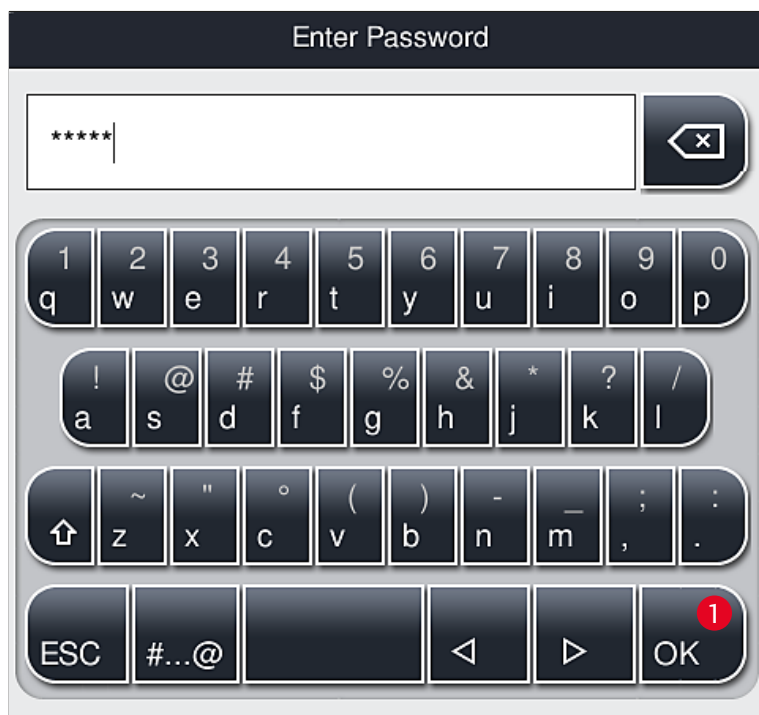 Enter Password
*****
1 2 3 4 5 6 7 8 9 0
q w e r t y u i o p
! @ # $ % & * ? /
a s d f g h j k l
~ " ° ( ) - _ ; :
z x c v b n m , .
1
ESC #...@ OK